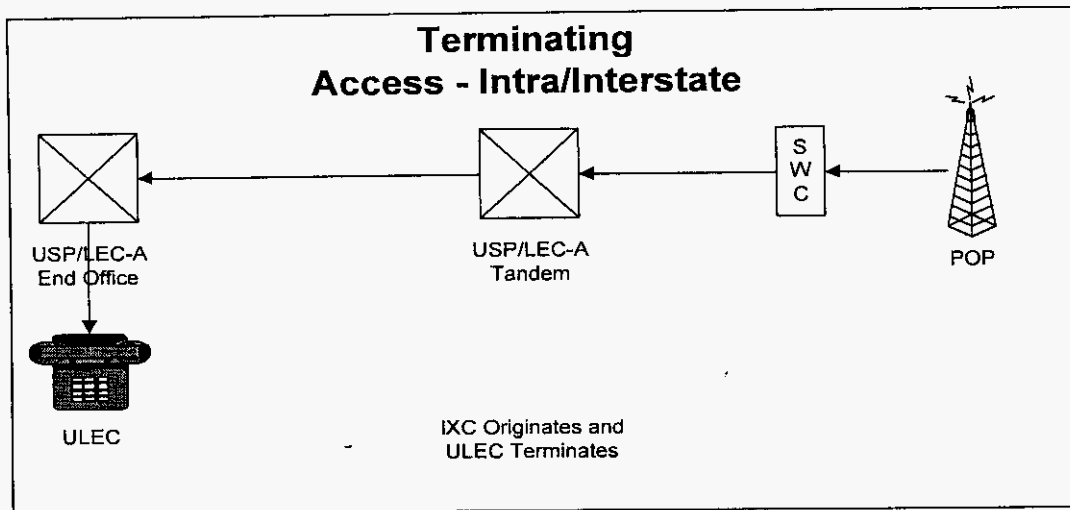 Terminating
Access - Intra/Interstate
USP/LEC-A
End Office
USP/LEC-A
Tandem
S
W
C
POP
ULEC
IXC Originates and
ULEC Terminates